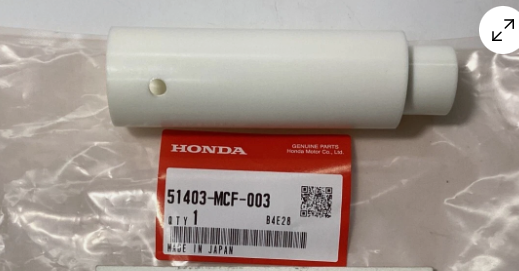 HONDA
GENUINE PARTS
Honda Motor Co., Ltd.
51403-MCF-003
QTY 1
B4E28
MADE IN JAPAN